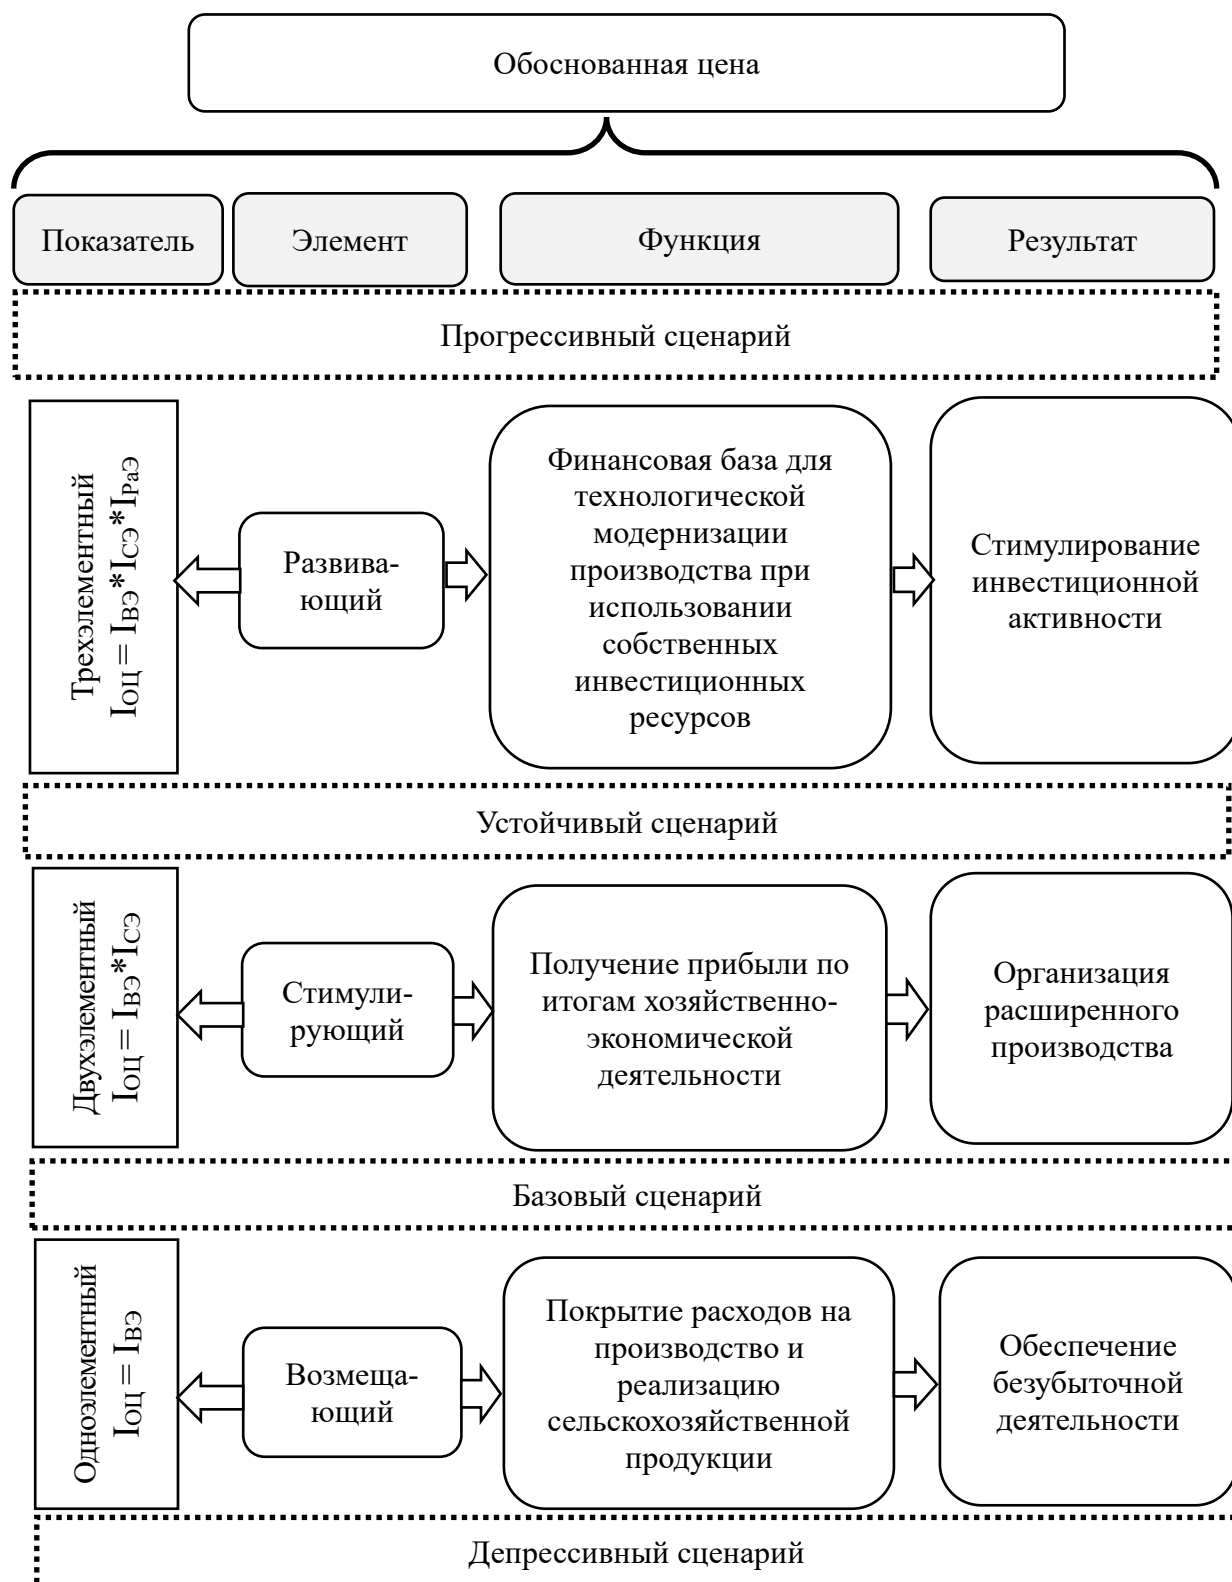 Обоснованная цена
Показатель
Элемент
Функция
Результат
Прогрессивный сценарий
Трехэлементный
IОЦ = IВЭ*IСЭ*IРаЭ
Развива-
ющий
Финансовая база для
технологической
модернизации
производства при
использовании
собственных
инвестиционных
ресурсов
Стимулирование
инвестиционной
активности
Устойчивый сценарий
Двухэлементный
IОЦ = IВЭ*IСЭ
Стимули-
рующий
Получение прибыли по
итогам хозяйственно-
экономической
деятельности
Организация
расширенного
производства
Базовый сценарий
Одноэлементный
IОЦ = IВЭ
Возмеща-
ющий
Покрытие расходов на
производство и
реализацию
сельскохозяйственной
продукции
Обеспечение
безубыточной
деятельности
Депрессивный сценарий